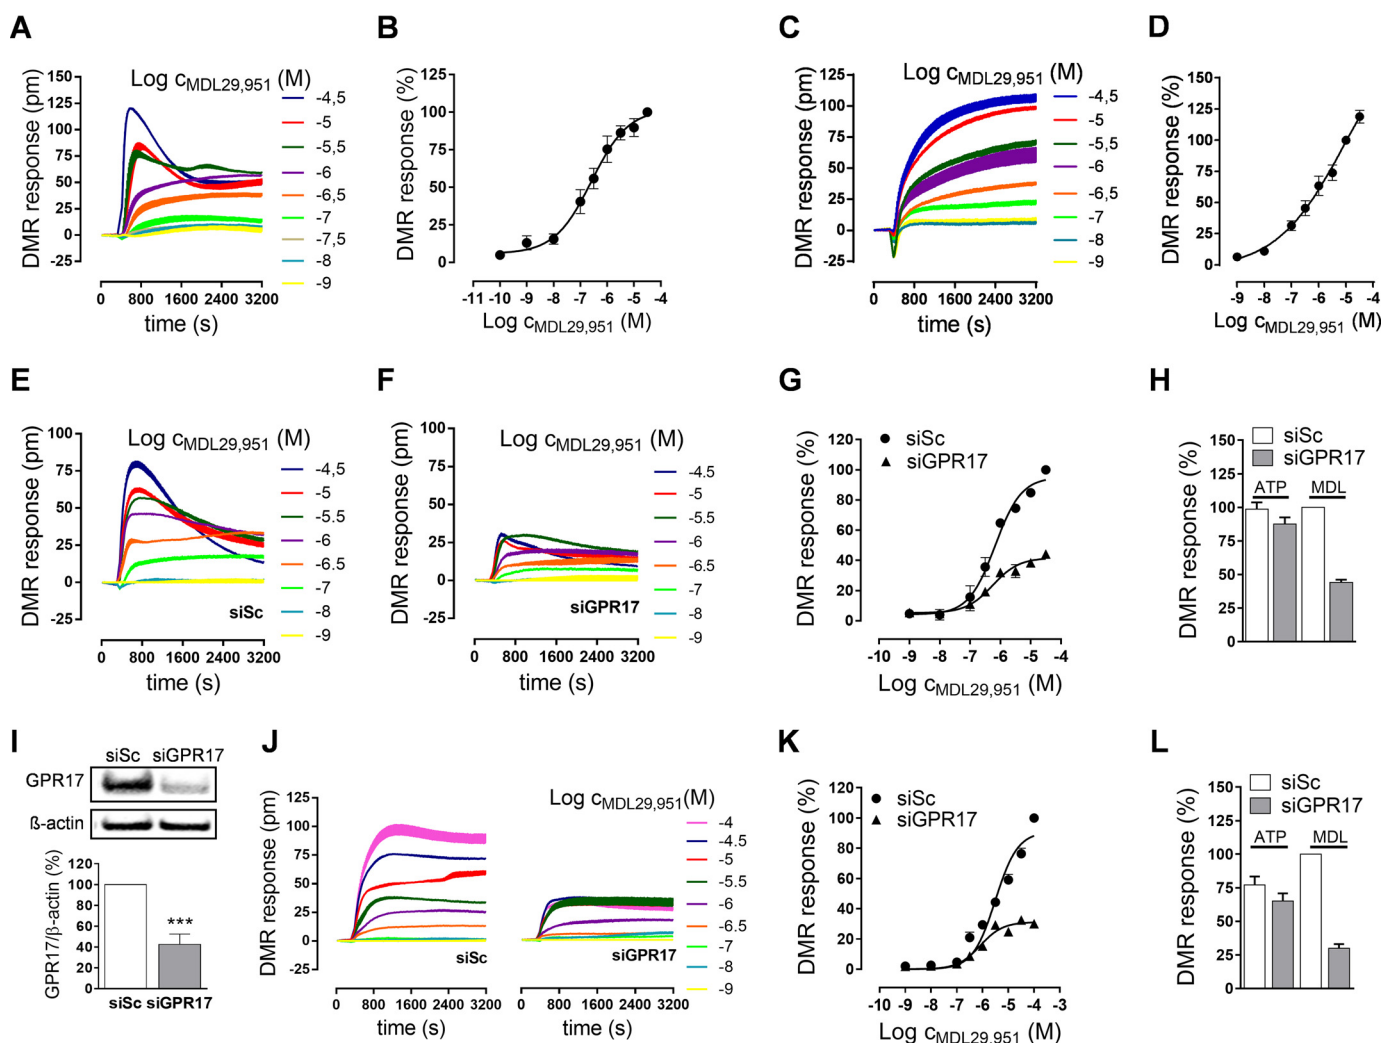 A
DMR response (pm)
150
125
100
75
50
25
0
-25
0 800 1600 2400 3200
time (s)
Log cMDL29,951 (M)
-4,5
-5
-5,5
-6
-6,5
-7
-7,5
-8
-9
B
DMR response (%)
125
100
75
50
25
0
-11 -10 -9 -8 -7 -6 -5 -4
Log cMDL29,951 (M)
C
DMR response (pm)
125
100
75
50
25
0
-25
0 800 1600 2400 3200
time (s)
Log cMDL29,951 (M)
-4,5
-5
-5,5
-6
-6,5
-7
-8
-9
D
DMR response (%)
150
125
100
75
50
25
0
-9 -8 -7 -6 -5 -4
Log cMDL29,951 (M)
E
DMR response (pm)
100
75
50
25
0
-25
0 800 1600 2400 3200
time (s)
Log cMDL29,951 (M)
-4,5
-5
-5,5
-6
-6.5
-7
-8
-9
siSc
F
DMR response (pm)
100
75
50
25
0
-25
0 800 1600 2400 3200
time (s)
Log cMDL29,951 (M)
-4.5
-5
-5.5
-6
-6.5
-7
-8
-9
siGPR17
G
DMR response (%)
120
100
80
60
40
20
0
-10 -9 -8 -7 -6 -5 -4
Log cMDL29,951 (M)
siSc
siGPR17
H
DMR response (%)
150
125
100
75
50
25
0
siSc
siGPR17
ATP MDL
I
siSc siGPR17
GPR17
ß-actin
GPR17/β-actin (%)
120
100
80
60
40
20
0
***
siSc siGPR17
J
DMR response (pm)
125
100
75
50
25
0
-25
0 800 1600 2400 3200
time (s)
siSc
0 800 1600 2400 3200
time (s)
siGPR17
Log cMDL29,951(M)
-4
-4.5
-5
-5.5
-6
-6.5
-7
-8
-9
K
DMR response (%)
120
100
80
60
40
20
0
-10 -9 -8 -7 -6 -5 -4 -3
Log cMDL29,951 (M)
siSc
siGPR17
L
DMR response (%)
150
125
100
75
50
25
0
siSc
siGPR17
ATP MDL